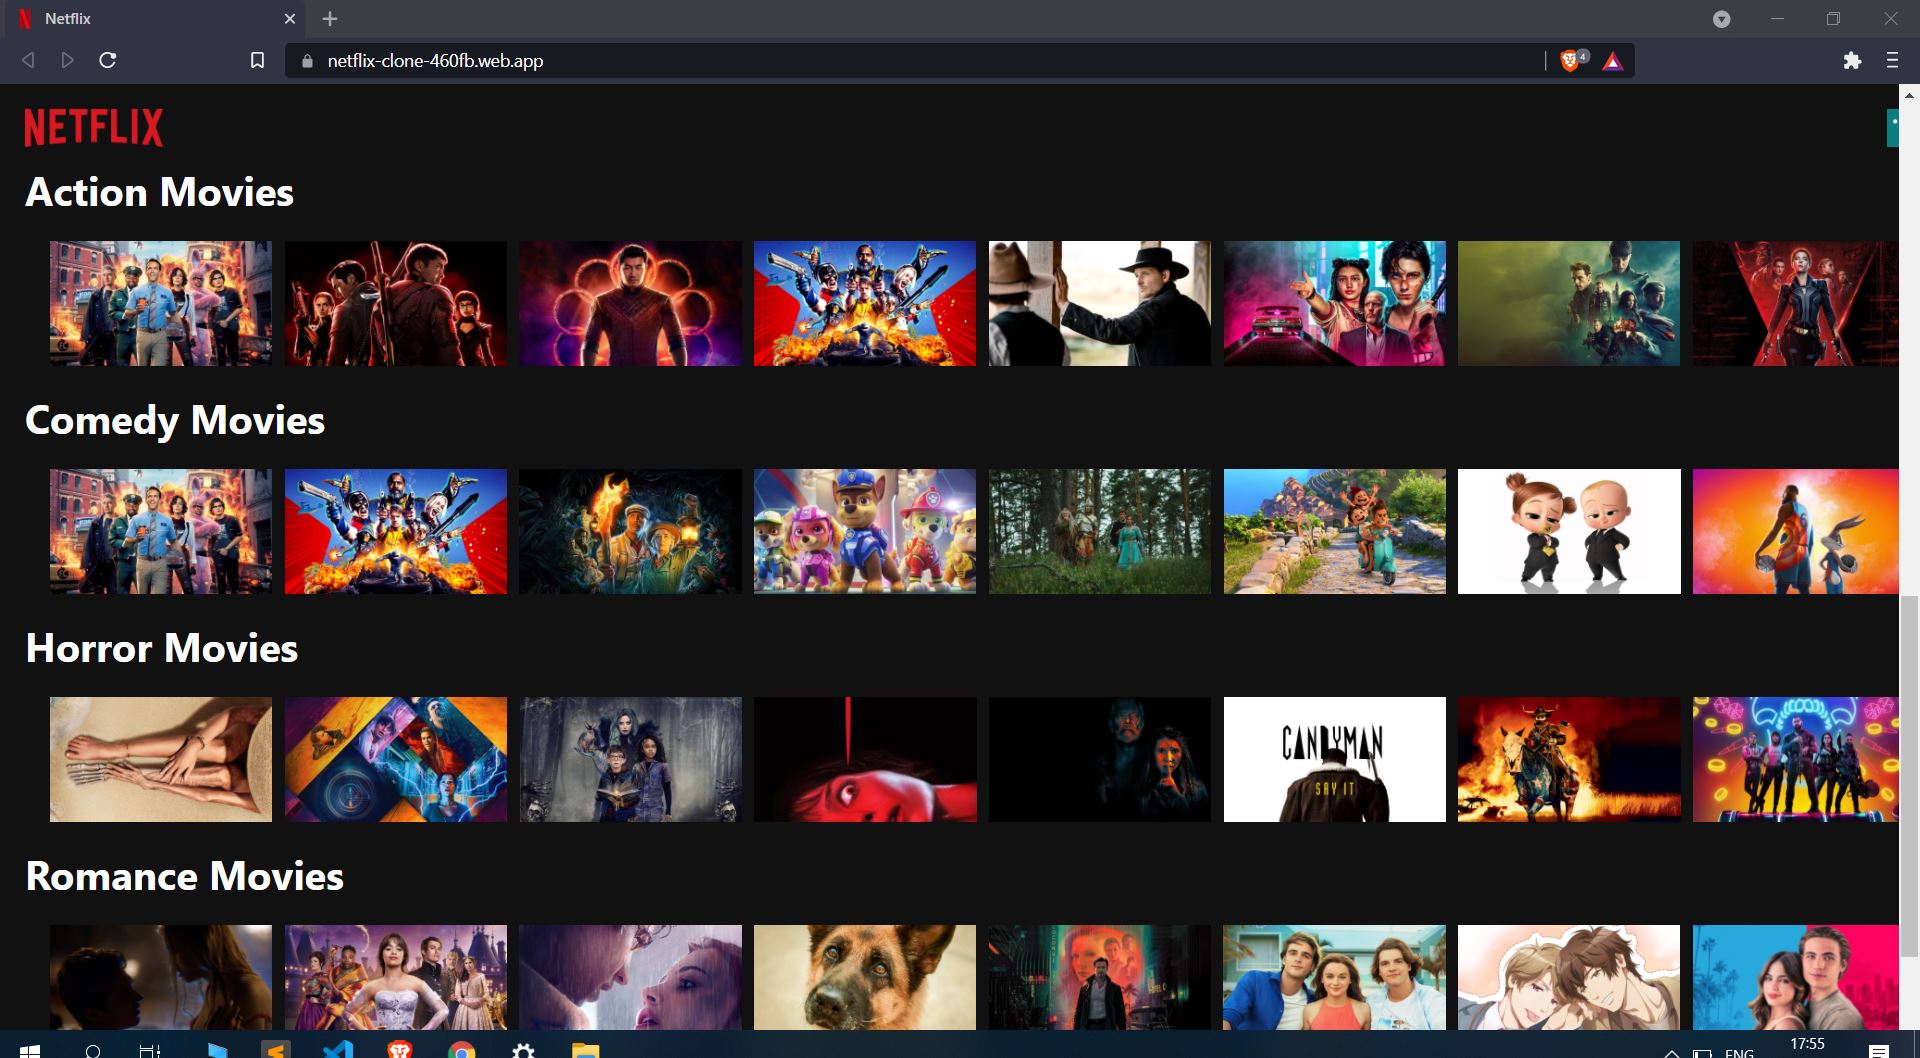 Netflix
netflix-clone-460fb.web.app
4
NETFLIX
Action Movies
Comedy Movies
Horror Movies
CANDYMAN
SAY IT
Romance Movies
ENG
17:55